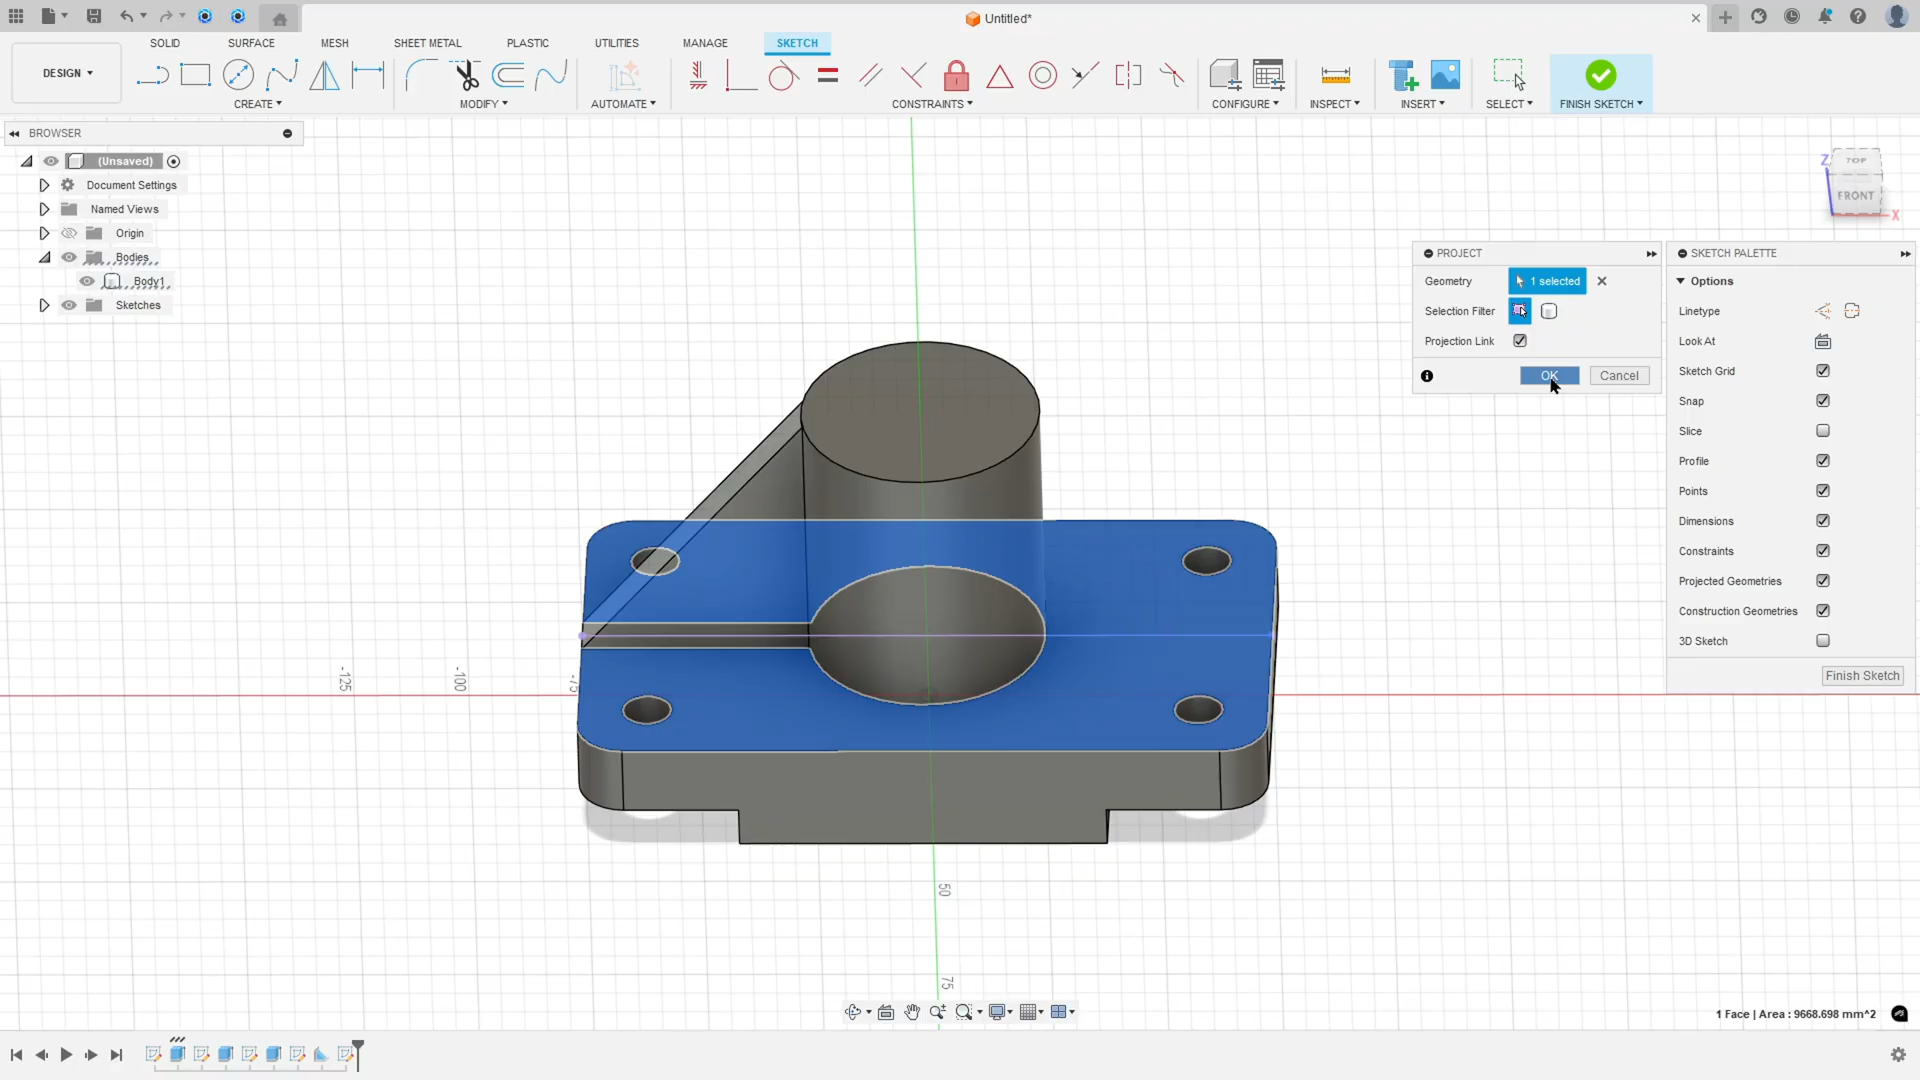 Untitled*
SOLID
SURFACE
MESH
SHEET METAL
PLASTIC
UTILITIES
MANAGE
SKETCH
DESIGN
CREATE
MODIFY
AUTOMATE
CONSTRAINTS
CONFIGURE
INSPECT
INSERT
SELECT
FINISH SKETCH
BROWSER
(Unsaved)
Document Settings
Named Views
Origin
Bodies
Body1
Sketches
TOP
FRONT
Z
X
PROJECT
Geometry 1 selected
Selection Filter
Projection Link
OK Cancel
SKETCH PALETTE
Options
Linetype
Look At
Sketch Grid
Snap
Slice
Profile
Points
Dimensions
Constraints
Projected Geometries
Construction Geometries
3D Sketch
Finish Sketch
-125
-100
-75
50
75
1 Face | Area : 9668.698 mm^2